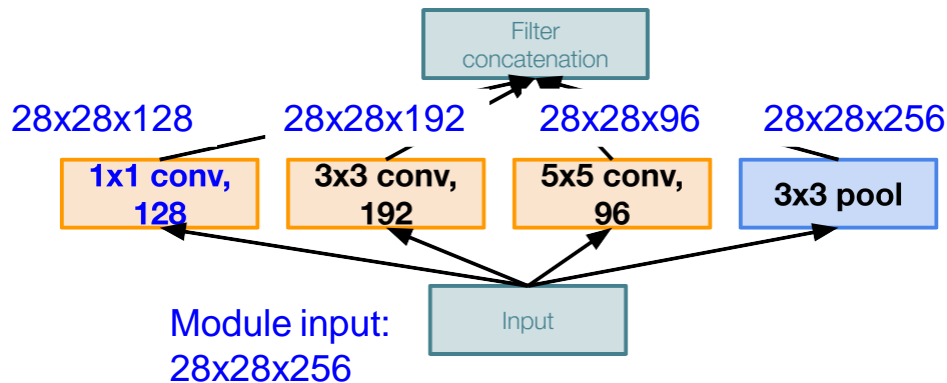 Filter
concatenation
28x28x128
28x28x192
28x28x96
28x28x256
1x1 conv,
128
3x3 conv,
192
5x5 conv,
96
3x3 pool
Input
Module input:
28x28x256